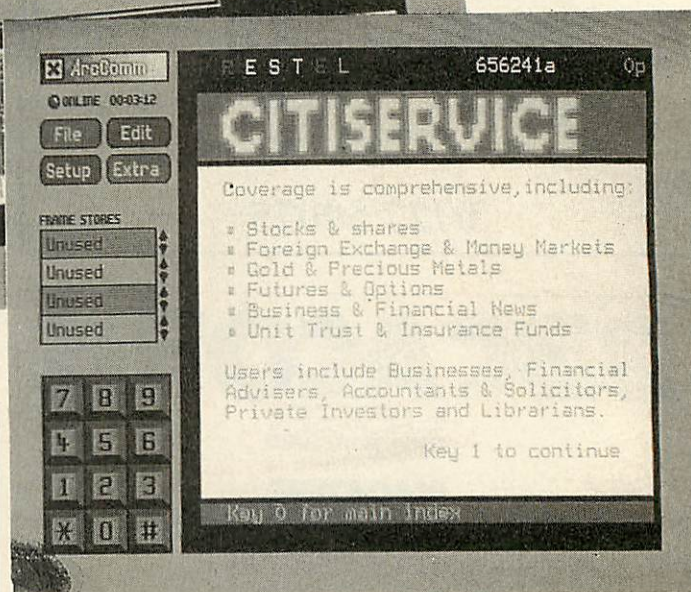 ArcComm
ONLINE 00:03:12
File Edit
Setup Extra
FRAME STORES
Unused
Unused
Unused
Unused
7 8 9
4 5 6
1 2 3
* 0 #
PRESTEL 656241a 0p
CITISERVICE
Coverage is comprehensive, including:
Stocks & shares
Foreign Exchange & Money Markets
Gold & Precious Metals
Futures & Options
Business & Financial News
Unit Trust & Insurance Funds
Users include Businesses, Financial
Advisers, Accountants & Solicitors,
Private Investors and Librarians.
Key 1 to continue
Key 0 for main index